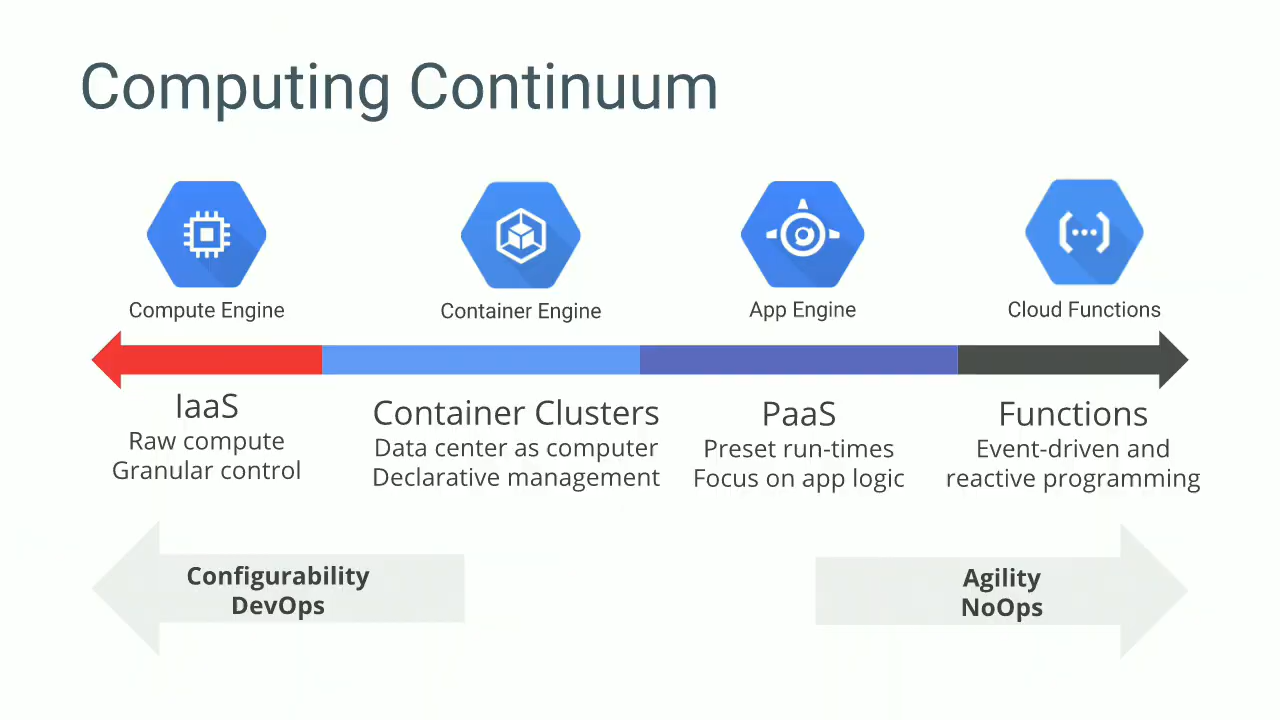 Computing Continuum
Compute Engine
Container Engine
App Engine
Cloud Functions
IaaS
Raw compute
Granular control
Container Clusters
Data center as computer
Declarative management
PaaS
Preset run-times
Focus on app logic
Functions
Event-driven and
reactive programming
Configurability
DevOps
Agility
NoOps